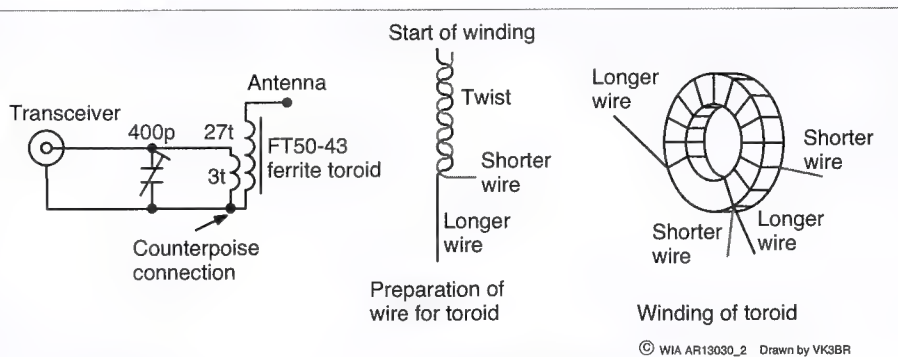 Transceiver
400p
27t
3t
Antenna
FT50-43
ferrite toroid
Counterpoise
connection
Start of winding
Twist
Shorter
wire
Longer
wire
Preparation of
wire for toroid
Longer
wire
Shorter
wire
Shorter
wire
Longer
wire
Winding of toroid
© WIA AR13030_2 Drawn by VK3BR